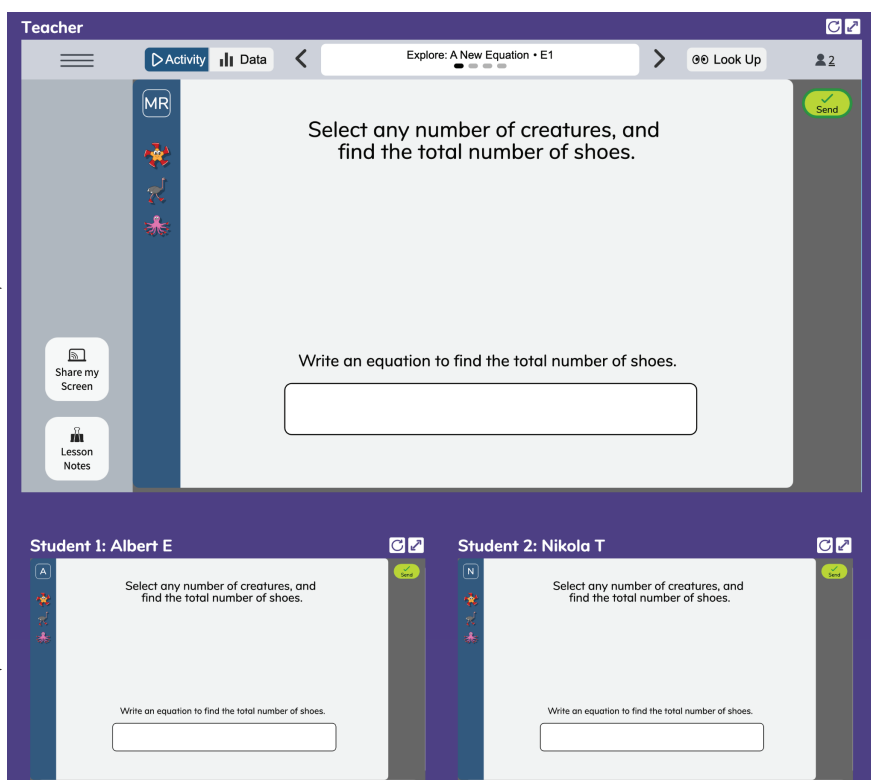 Teacher
Activity
Data
Explore: A New Equation • E1
Look Up
2
MR
Send
Select any number of creatures, and
find the total number of shoes.
Share my
Screen
Write an equation to find the total number of shoes.
Lesson
Notes
Student 1: Albert E
A
Send
Select any number of creatures, and
find the total number of shoes.
Write an equation to find the total number of shoes.
Student 2: Nikola T
N
Send
Select any number of creatures, and
find the total number of shoes.
Write an equation to find the total number of shoes.